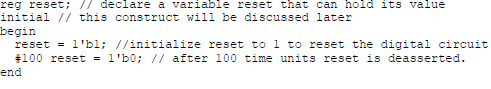 reg reset; // declare a variable reset that can hold its value
initial // this construct will be discussed later
begin
reset = 1'b1; //initialize reset to 1 to reset the digital circuit
#100 reset = 1'b0; // after 100 time units reset is deasserted.
end